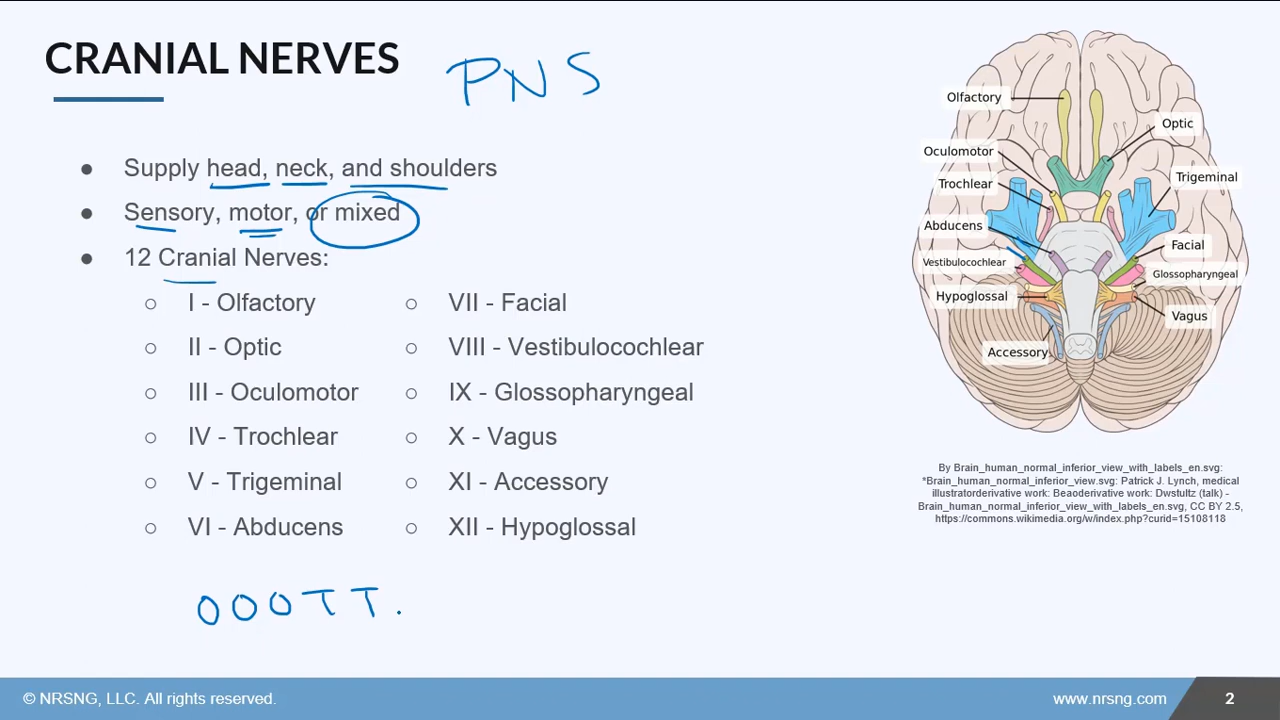 CRANIAL NERVES
PNS
● Supply head, neck, and shoulders
● Sensory, motor, or mixed
● 12 Cranial Nerves:
○ I - Olfactory
○ II - Optic
○ III - Oculomotor
○ IV - Trochlear
○ V - Trigeminal
○ VI - Abducens
○ VII - Facial
○ VIII - Vestibulocochlear
○ IX - Glossopharyngeal
○ X - Vagus
○ XI - Accessory
○ XII - Hypoglossal
OOOTT.
Olfactory
Oculomotor
Trochlear
Abducens
Vestibulocochlear
Hypoglossal
Accessory
Optic
Trigeminal
Facial
Glossopharyngeal
Vagus
By Brain_human_normal_inferior_view_with_labels_en.svg:
*Brain_human_normal_inferior_view.svg: Patrick J. Lynch, medical
illustratorderivative work: Beaoderivative work: Dwstultz (talk) -
Brain_human_normal_inferior_view_with_labels_en.svg, CC BY 2.5,
https://commons.wikimedia.org/w/index.php?curid=15108118
© NRSNG, LLC. All rights reserved.
www.nrsng.com
2